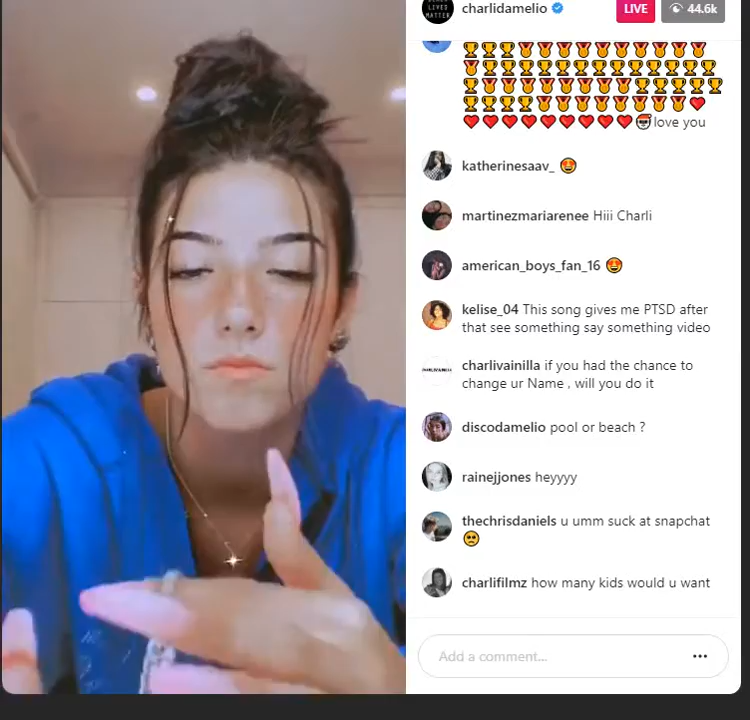 LIVES
MATTER
charlidamelio
LIVE
44.6k
love you
katherinesaav_
martinezmariarenee Hiii Charli
american_boys_fan_16
kelise_04 This song gives me PTSD after
that see something say something video
charlivainilla if you had the chance to
change ur Name , will you do it
discodamelio pool or beach ?
rainejjones heyyyy
thechrisdaniels u umm suck at snapchat
charlifilmz how many kids would u want
Add a comment...